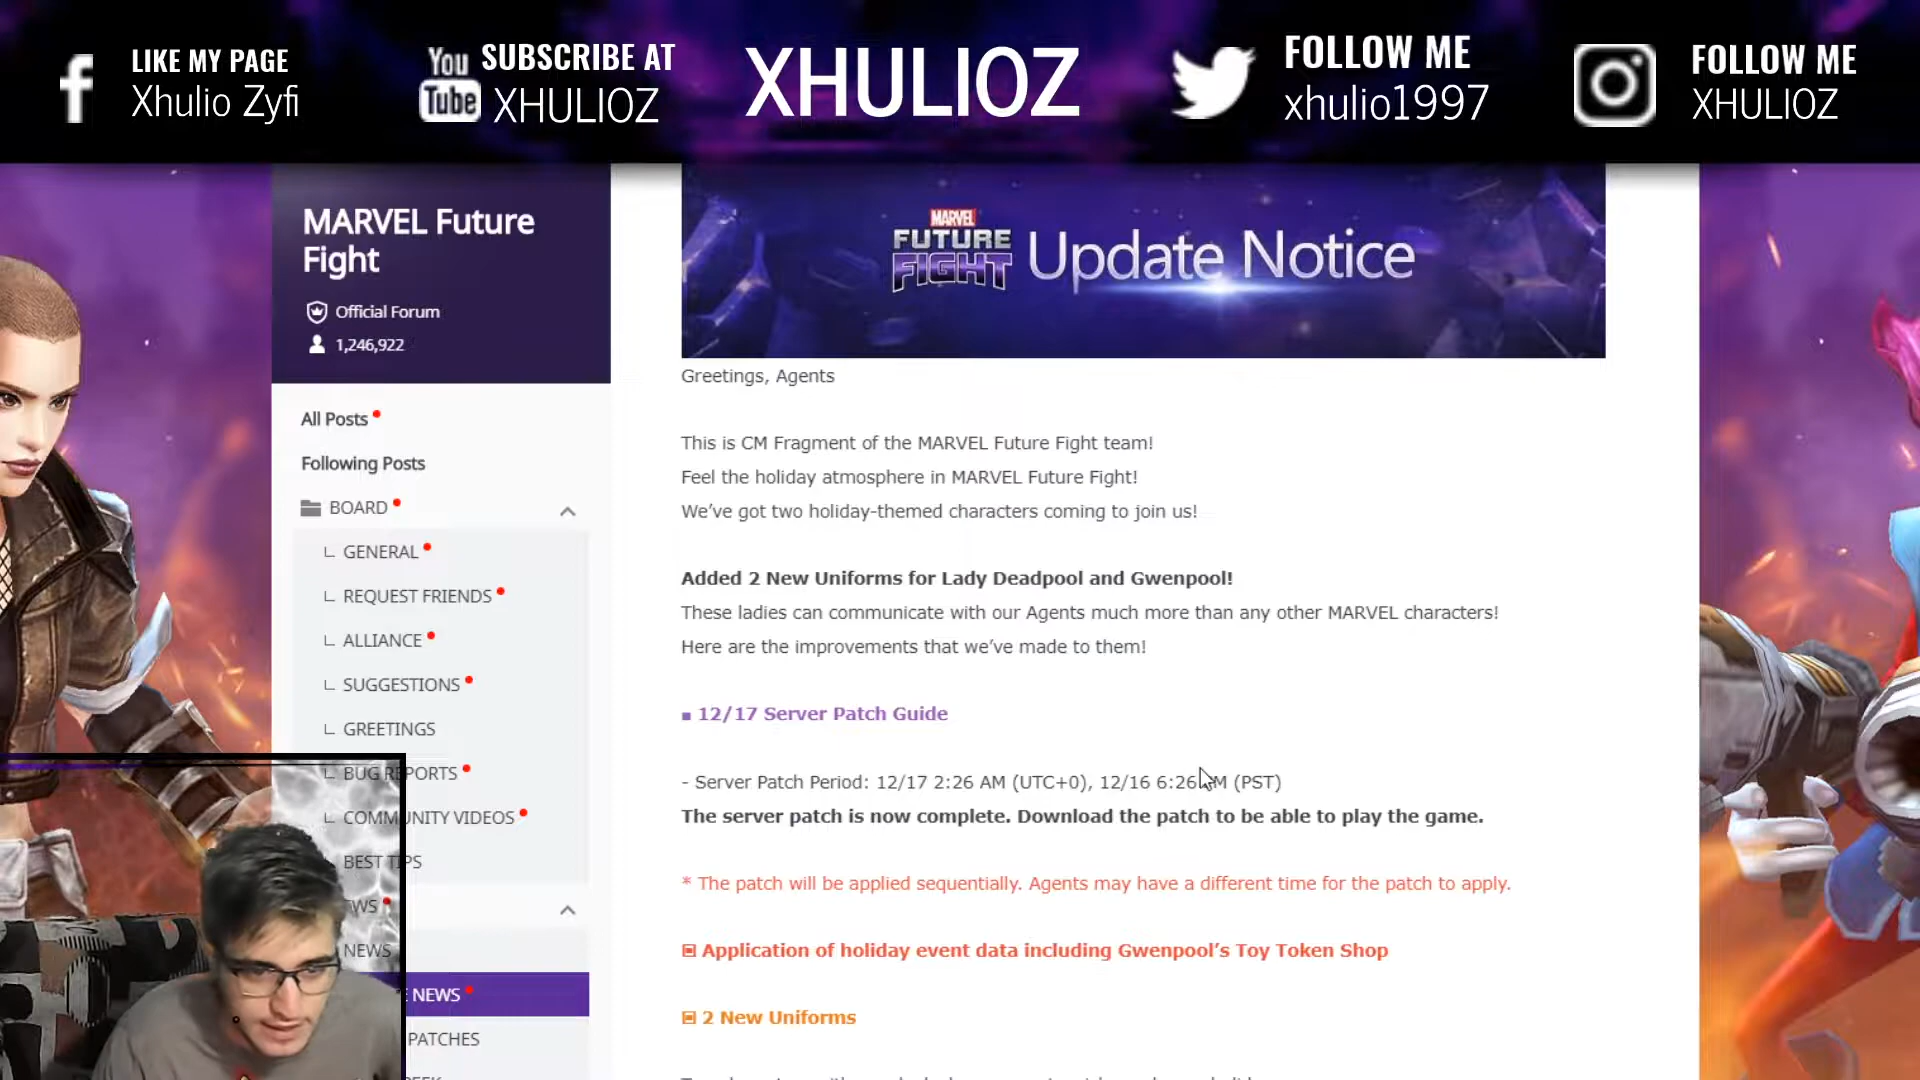 LIKE MY PAGE
Xhulio Zyfi
You Tube
SUBSCRIBE AT
XHULIOZ
XHULIOZ
FOLLOW ME
xhulio1997
FOLLOW ME
XHULIOZ
MARVEL Future
Fight
Official Forum
1,246,922
All Posts
Following Posts
BOARD
GENERAL
REQUEST FRIENDS
ALLIANCE
SUGGESTIONS
GREETINGS
BUG REPORTS
COMMUNITY VIDEOS
BEST TIPS
WS
NEWS
NEWS
PATCHES
MARVEL
FUTURE
FIGHT
Update Notice
Greetings, Agents
This is CM Fragment of the MARVEL Future Fight team!
Feel the holiday atmosphere in MARVEL Future Fight!
We've got two holiday-themed characters coming to join us!
Added 2 New Uniforms for Lady Deadpool and Gwenpool!
These ladies can communicate with our Agents much more than any other MARVEL characters!
Here are the improvements that we've made to them!
■ 12/17 Server Patch Guide
- Server Patch Period: 12/17 2:26 AM (UTC+0), 12/16 6:26 M (PST)
The server patch is now complete. Download the patch to be able to play the game.
* The patch will be applied sequentially. Agents may have a different time for the patch to apply.
▣ Application of holiday event data including Gwenpool's Toy Token Shop
▣ 2 New Uniforms